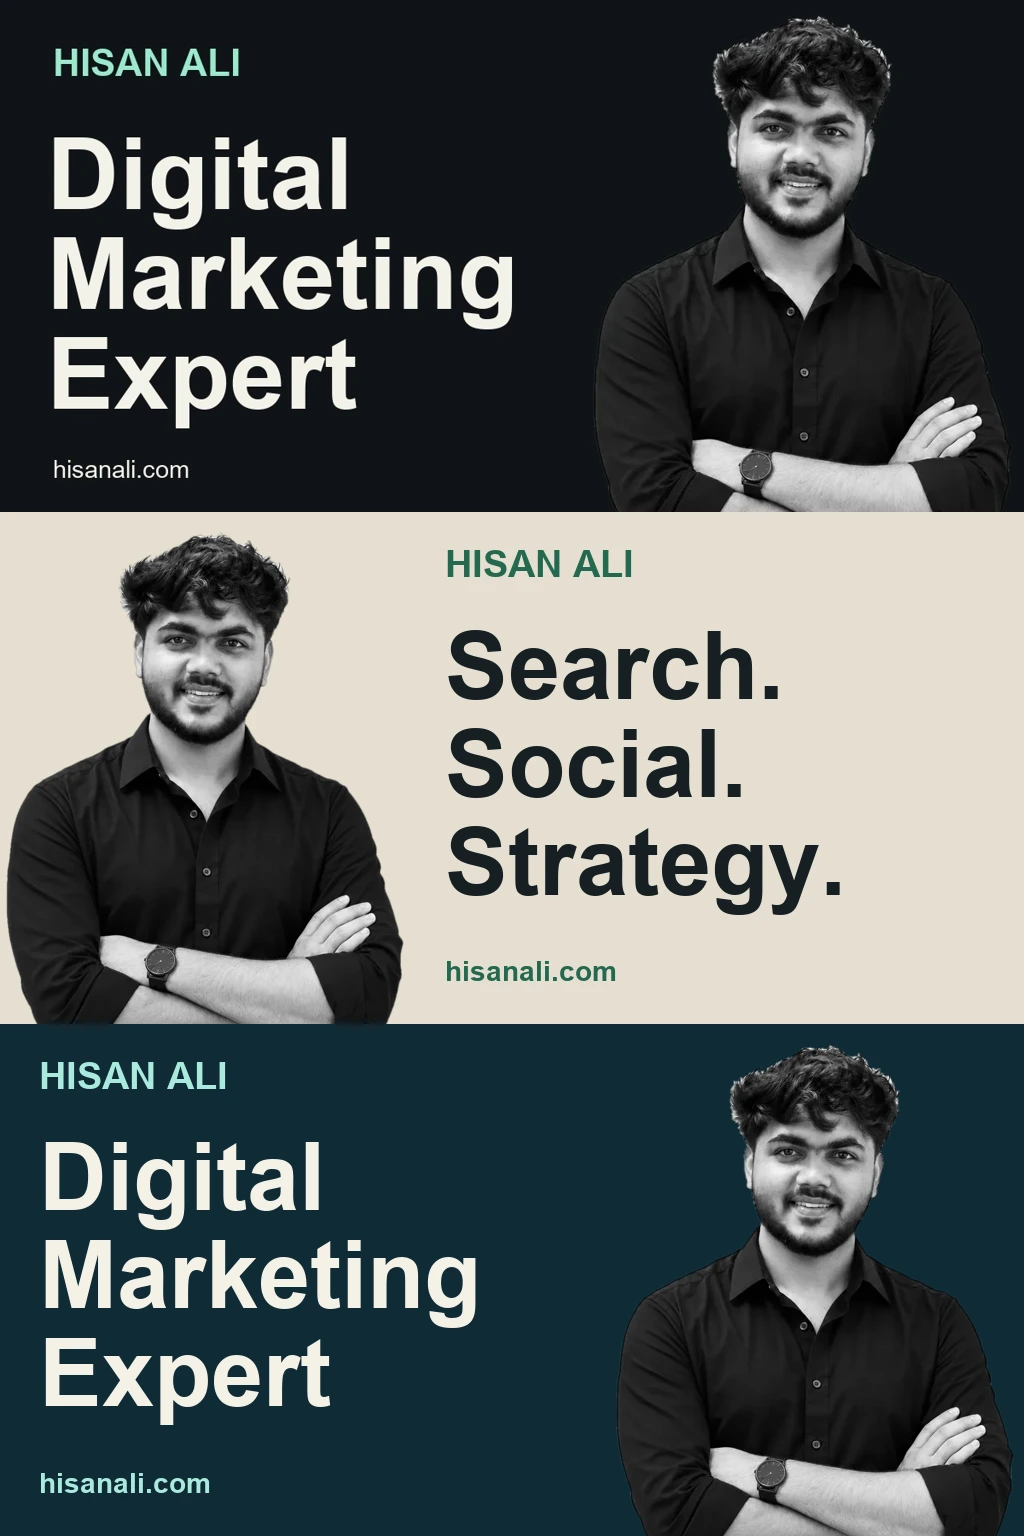 HISAN ALI
Digital
Marketing
Expert
hisanali.com
HISAN ALI
Search.
Social.
Strategy.
hisanali.com
HISAN ALI
Digital
Marketing
Expert
hisanali.com